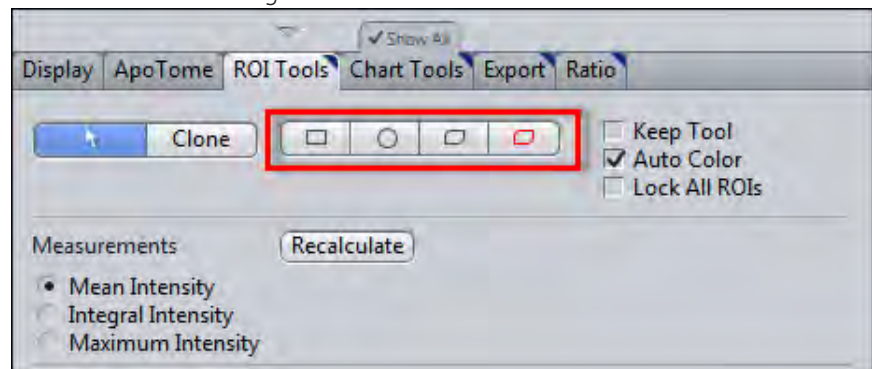 Show All
Display ApoTome ROI Tools Chart Tools Export Ratio
Clone Keep Tool
Auto Color
Lock All ROIs
Measurements Recalculate
Mean Intensity
Integral Intensity
Maximum Intensity